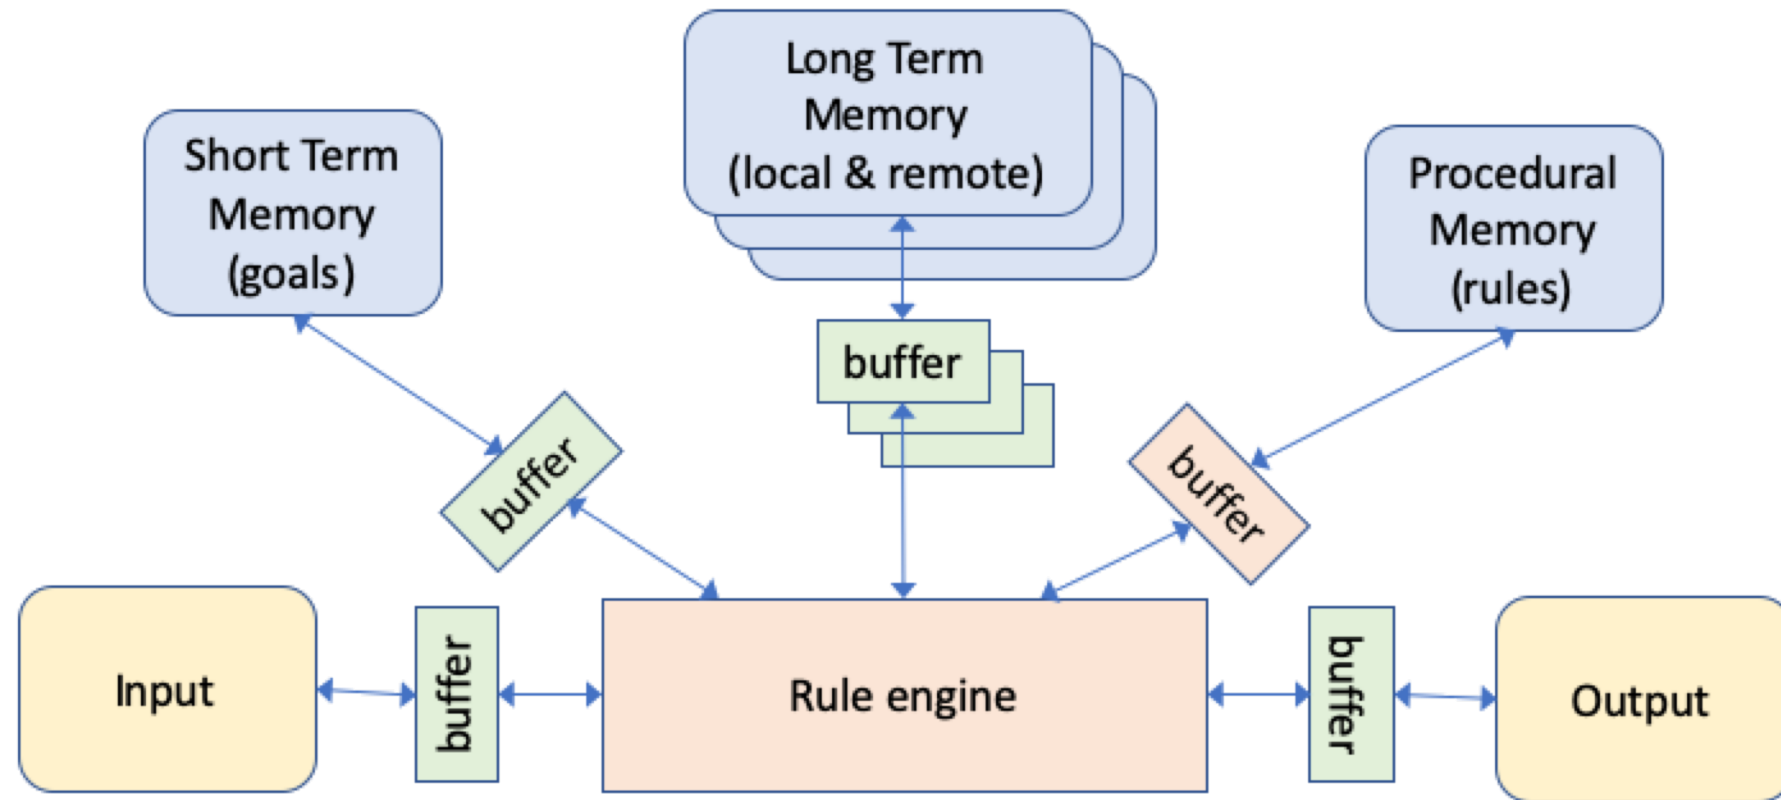 Long Term
Memory
(local & remote)
Short Term
Memory
(goals)
Procedural
Memory
(rules)
buffer
buffer
buffer
Input
buffer
Rule engine
buffer
Output